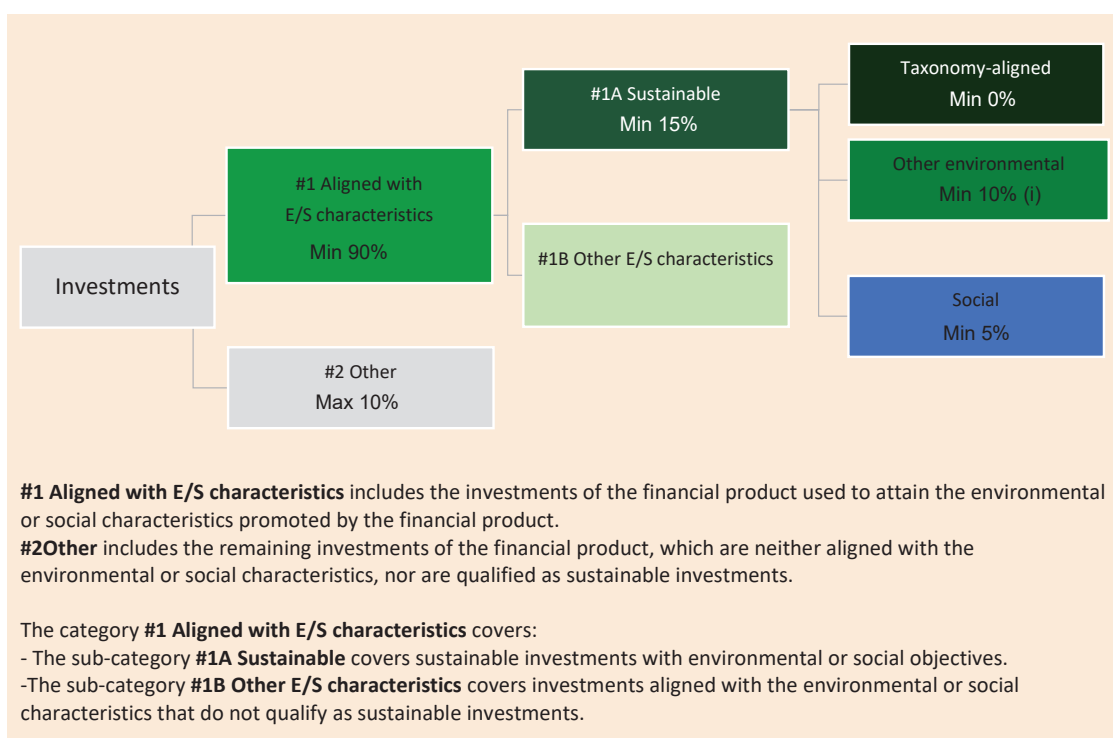 Investments
#1 Aligned with
E/S characteristics
Min 90%
#2 Other
Max 10%
#1A Sustainable
Min 15%
#1B Other E/S characteristics
Taxonomy-aligned
Min 0%
Other environmental
Min 10% (i)
Social
Min 5%
#1 Aligned with E/S characteristics includes the investments of the financial product used to attain the environmental
or social characteristics promoted by the financial product.
#2Other includes the remaining investments of the financial product, which are neither aligned with the
environmental or social characteristics, nor are qualified as sustainable investments.
The category #1 Aligned with E/S characteristics covers:
- The sub-category #1A Sustainable covers sustainable investments with environmental or social objectives.
-The sub-category #1B Other E/S characteristics covers investments aligned with the environmental or social
characteristics that do not qualify as sustainable investments.